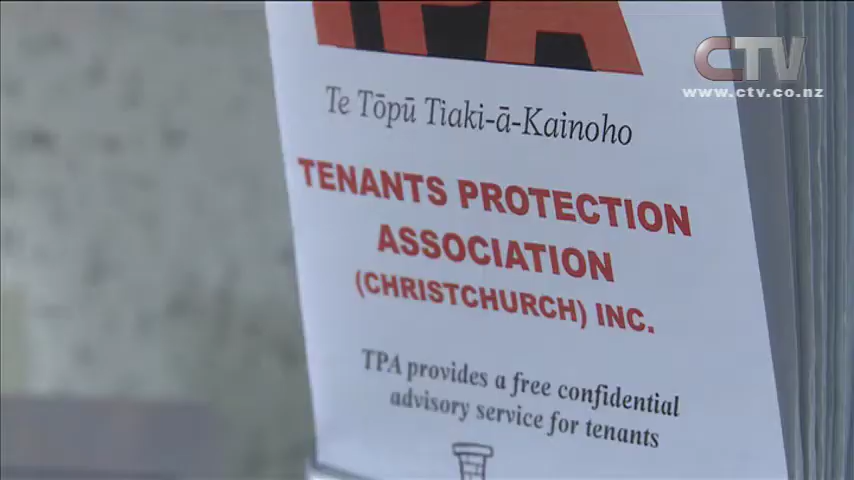 TPA
CTV
www.ctv.co.nz
Te Tōpū Tiaki-ā-Kainoho
TENANTS PROTECTION
ASSOCIATION
(CHRISTCHURCH) INC.
TPA provides a free confidential
advisory service for tenants